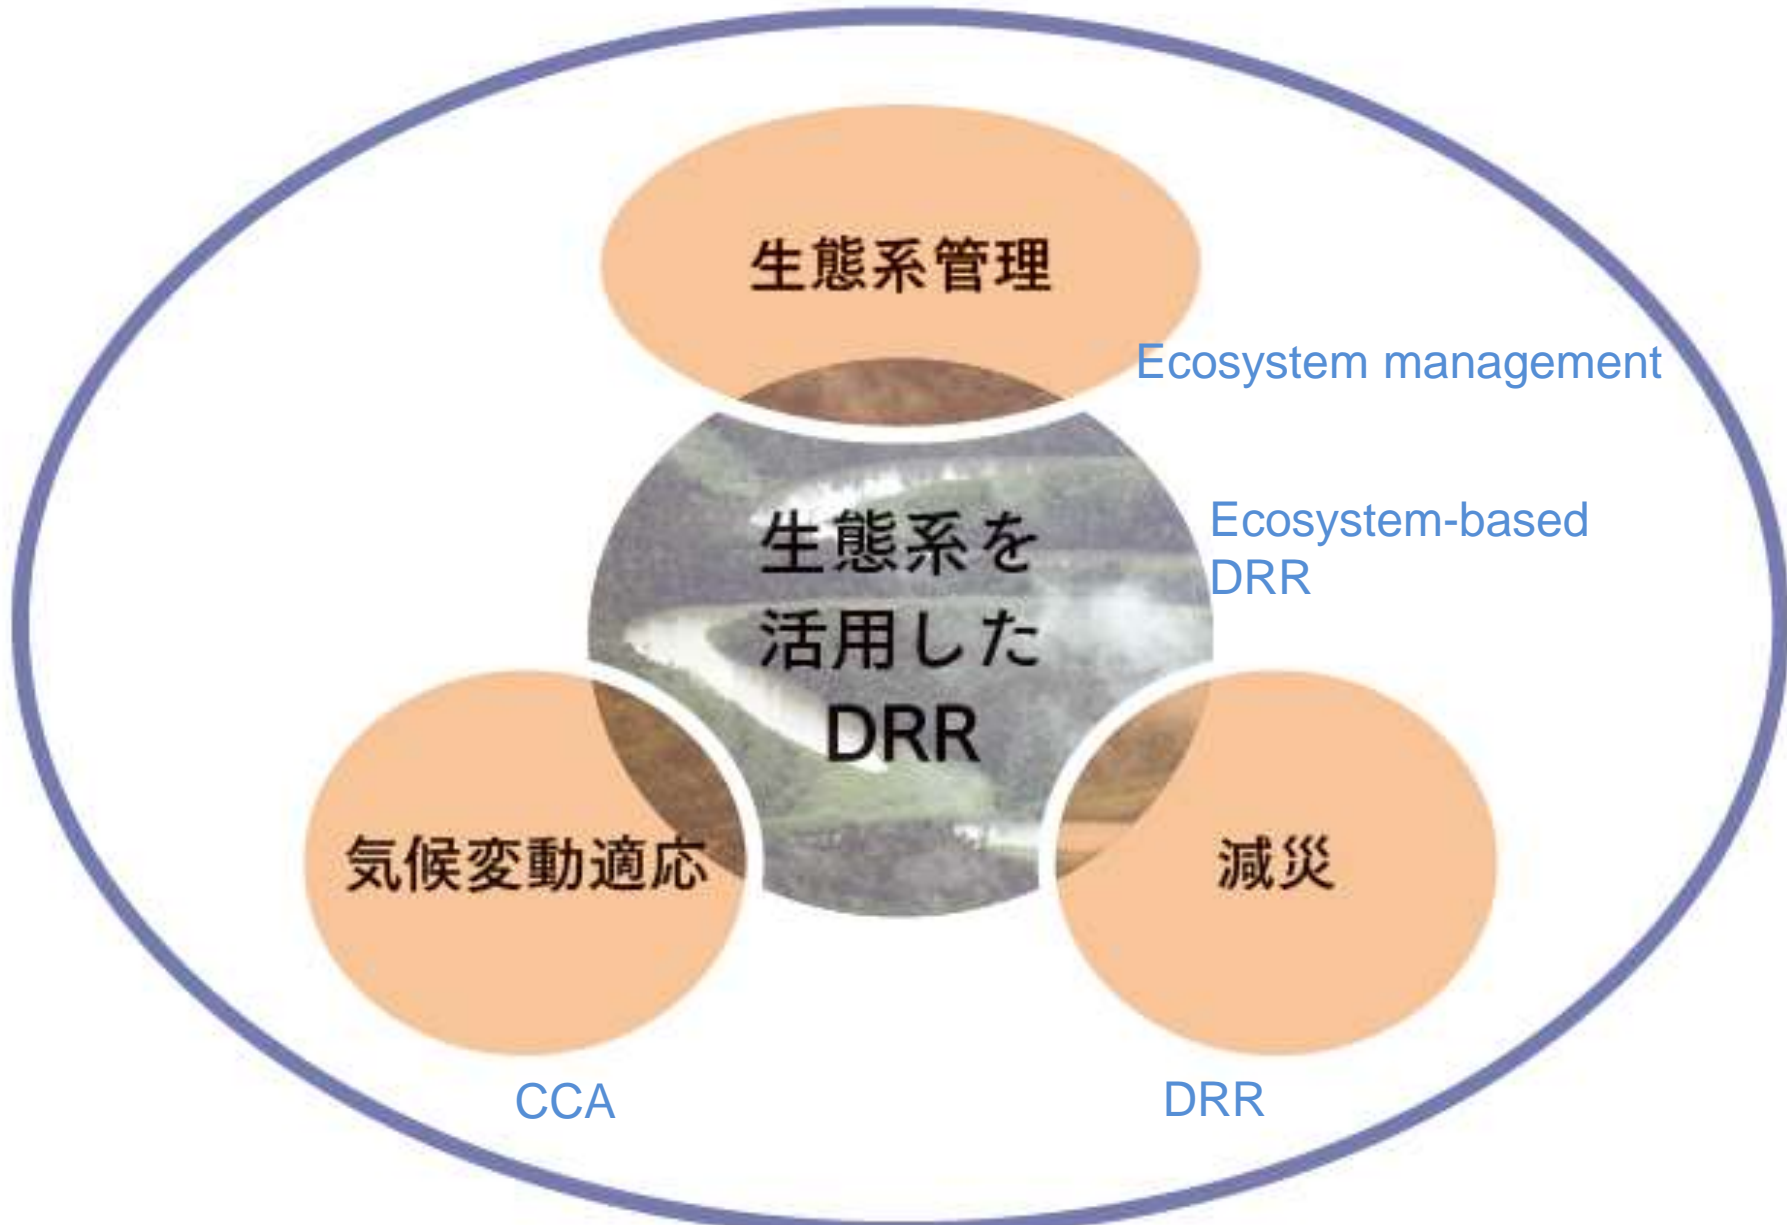 生態系管理
Ecosystem management
生態系を
活用した
DRR
Ecosystem-based
DRR
気候変動適応
減災
CCA
DRR